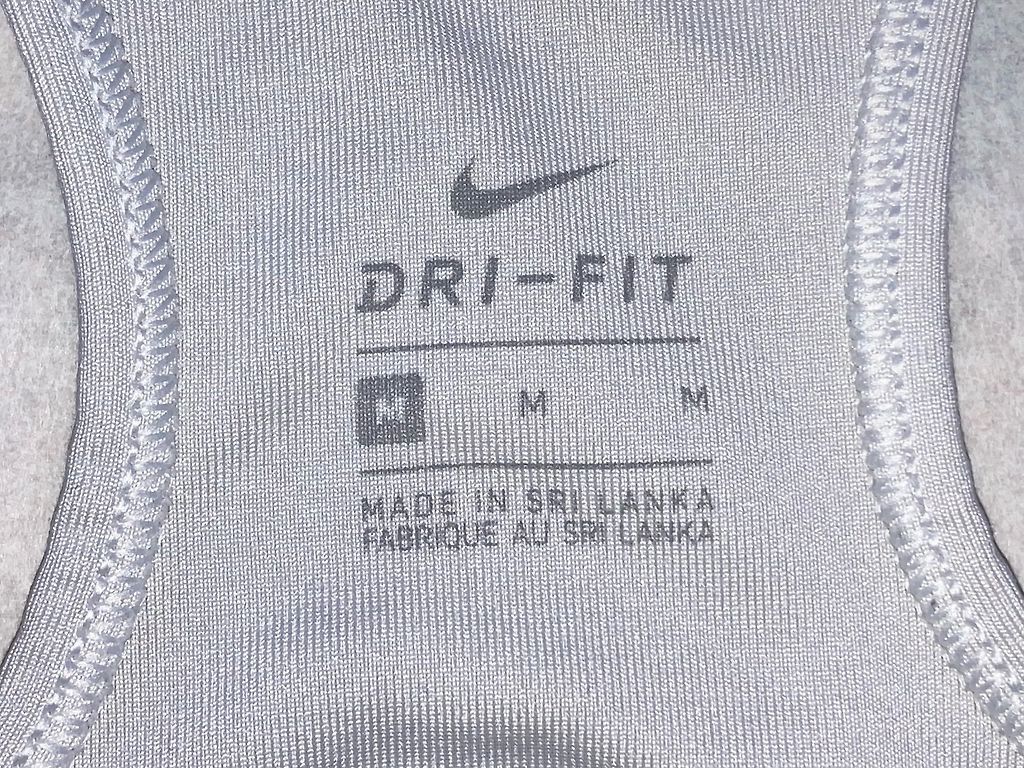 DRI-FIT
M M M
MADE IN SRI LANKA
FABRIQUE AU SRI LANKA